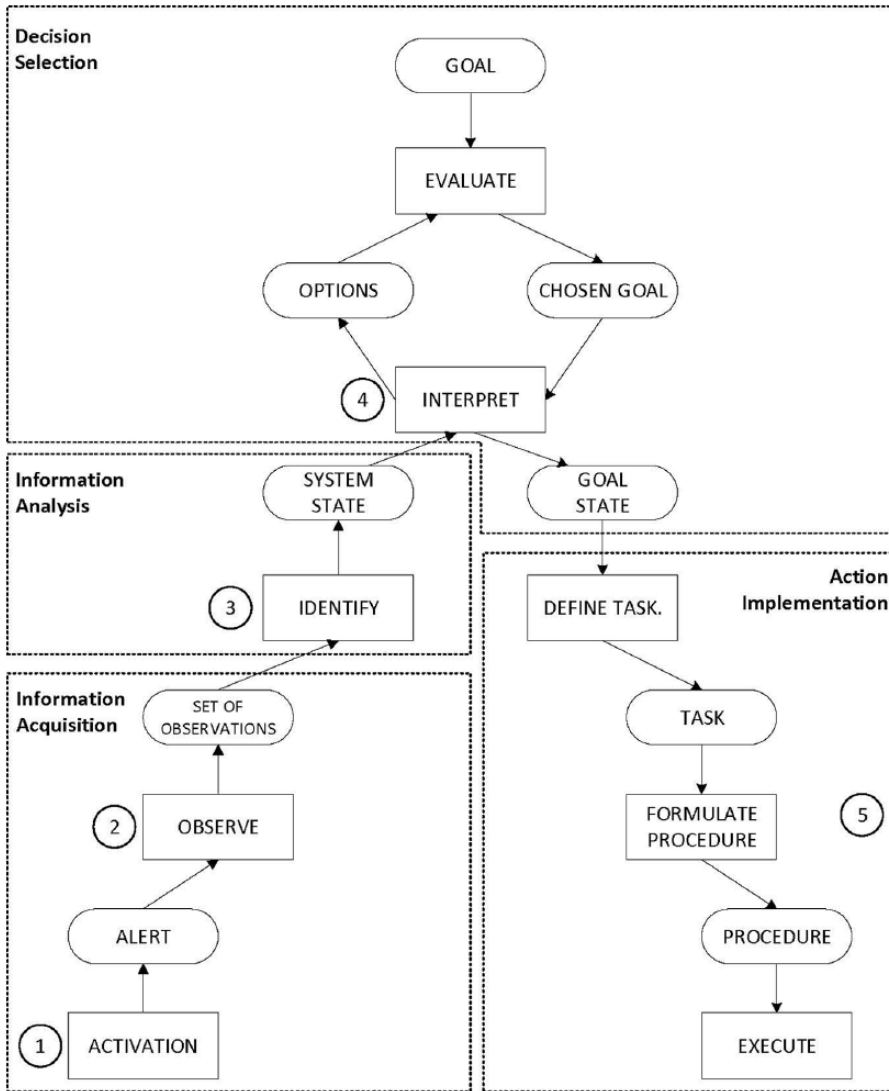 Decision
Selection
GOAL
EVALUATE
OPTIONS
CHOSEN GOAL
4
INTERPRET
Information
Analysis
SYSTEM
STATE
GOAL
STATE
3
IDENTIFY
Action
Implementation
DEFINE TASK.
Information
Acquisition
SET OF
OBSERVATIONS
TASK
2
OBSERVE
FORMULATE
PROCEDURE
5
ALERT
PROCEDURE
1
ACTIVATION
EXECUTE